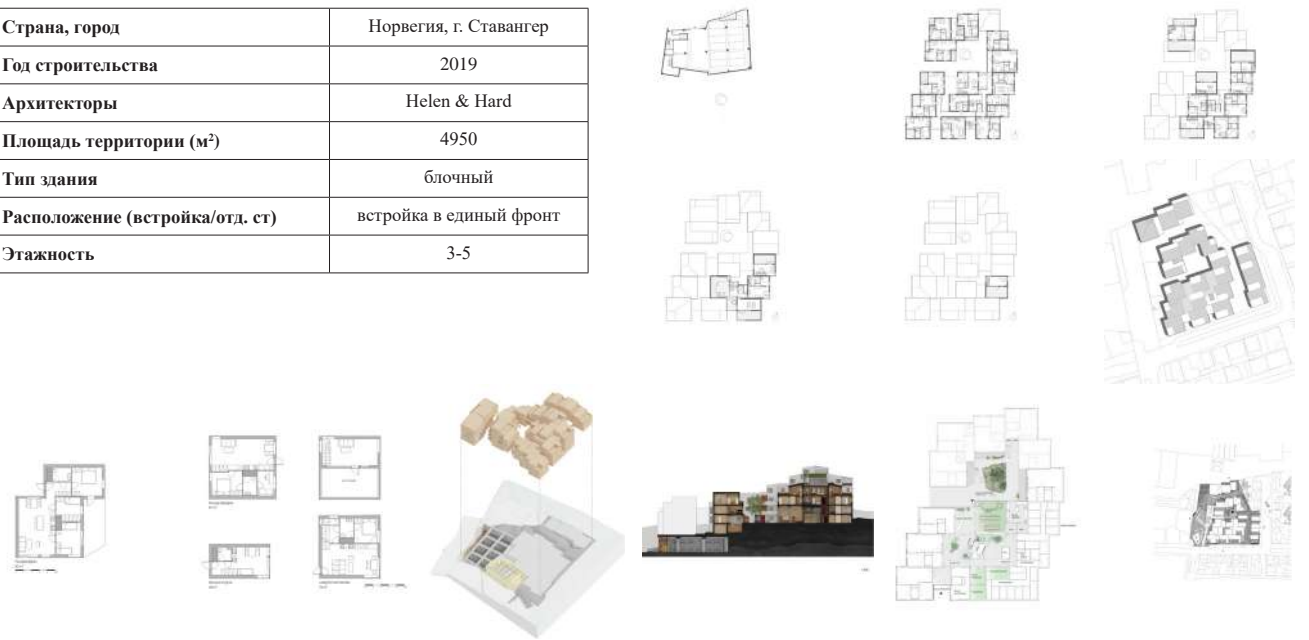 Страна, город Норвегия, г. Ставангер
Год строительства 2019
Архитекторы Helen & Hard
Площадь территории (м²) 4950
Тип здания блочный
Расположение (встройка/отд. ст) встройка в единый фронт
Этажность 3-5